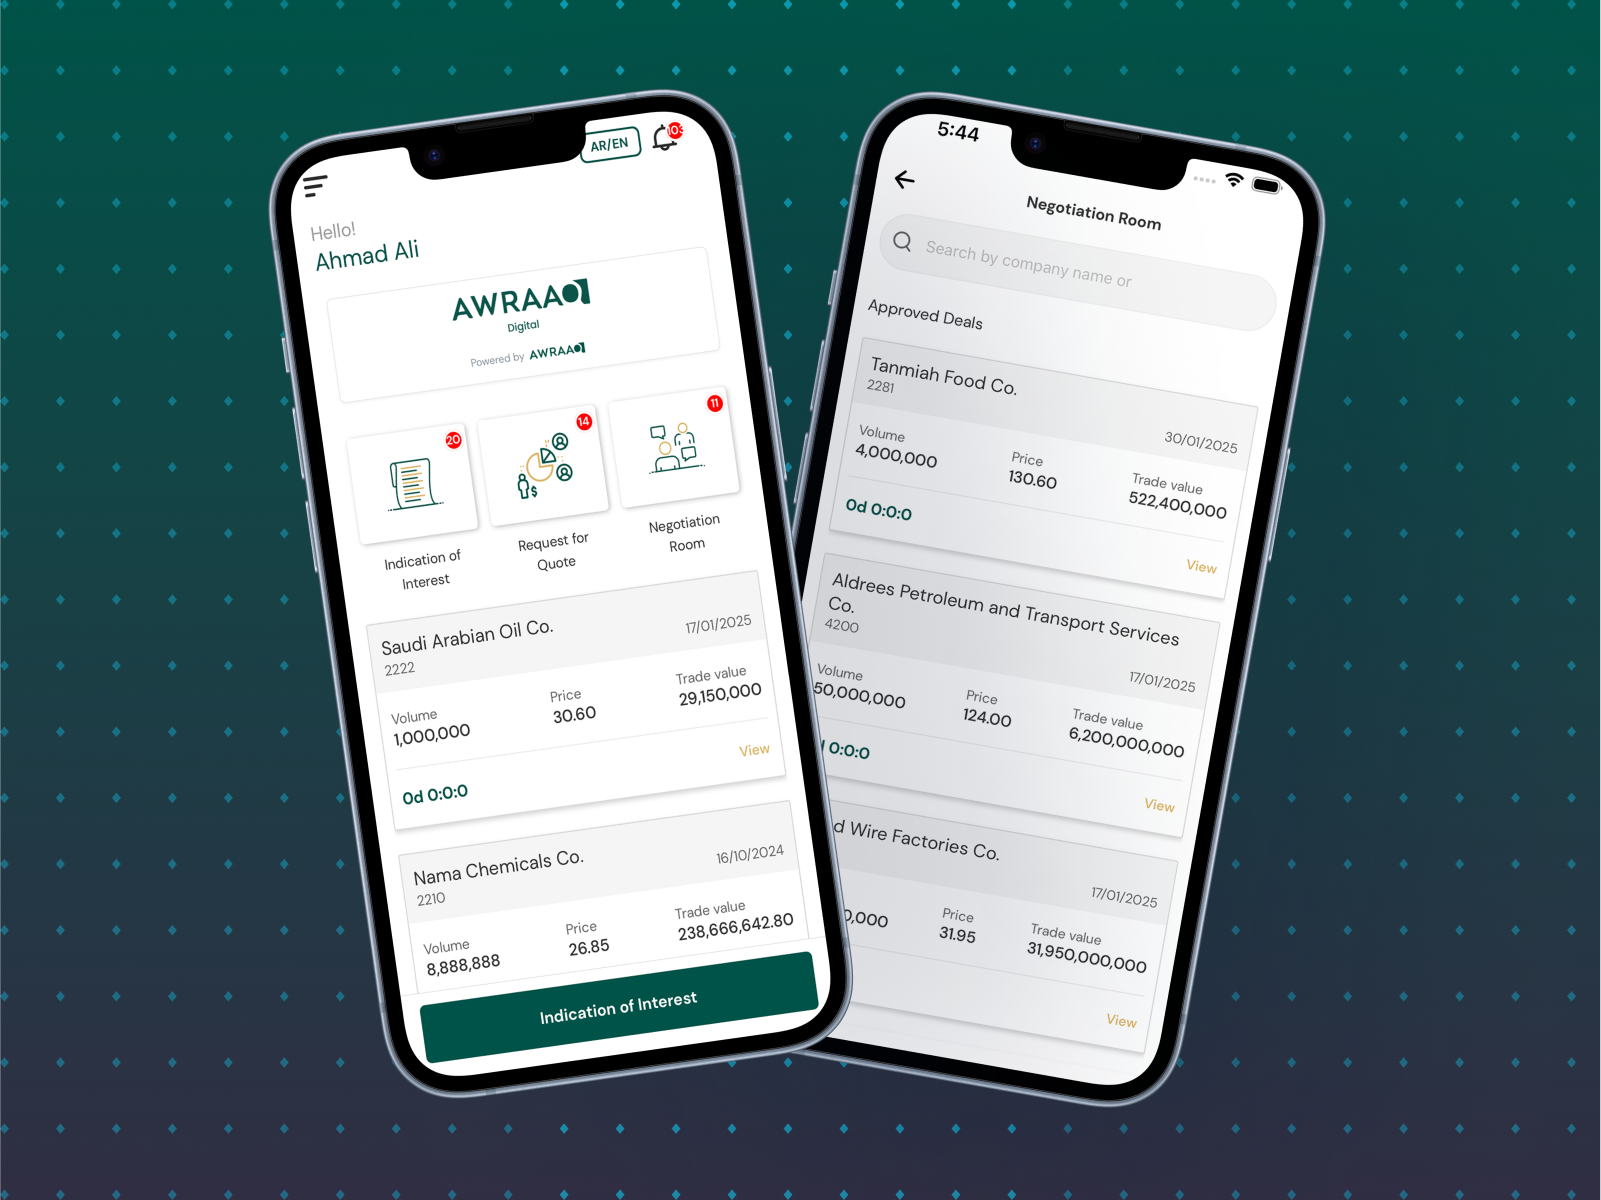 AR/EN
103
Hello!
Ahmad Ali
AWRAAQ
Digital
Powered by AWRAAQ
20
14
11
Indication of
Interest
Request for
Quote
Negotiation
Room
Saudi Arabian Oil Co.
2222
17/01/2025
Volume
Price
Trade value
1,000,000
30.60
29,150,000
View
0d 0:0:0
Nama Chemicals Co.
2210
16/10/2024
Volume
Price
Trade value
8,888,888
26.85
238,666,642.80
Indication of Interest
5:44
Negotiation Room
Search by company name or
Approved Deals
Tanmiah Food Co.
2281
30/01/2025
Volume
Price
Trade value
4,000,000
130.60
522,400,000
0d 0:0:0
View
Aldrees Petroleum and Transport Services
Co.
4200
17/01/2025
Volume
Price
Trade value
50,000,000
124.00
6,200,000,000
0:0:0
View
Wire Factories Co.
17/01/2025
Price
Trade value
31.95
31,950,000,000
View